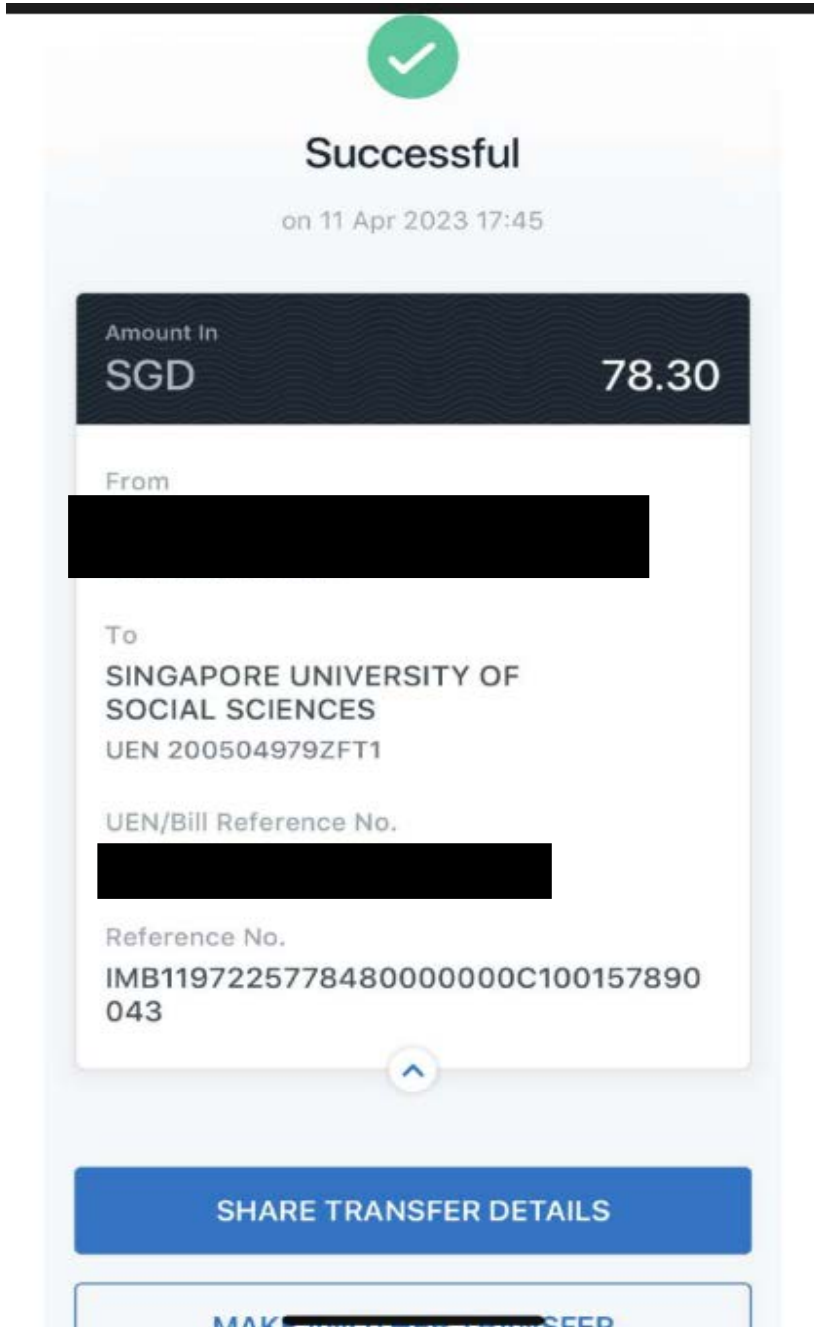 Successful
on 11 Apr 2023 17:45
Amount In
SGD 78.30
From
To
SINGAPORE UNIVERSITY OF
SOCIAL SCIENCES
UEN 200504979ZFT1
UEN/Bill Reference No.
Reference No.
IMB1197225778480000000C100157890
043
SHARE TRANSFER DETAILS